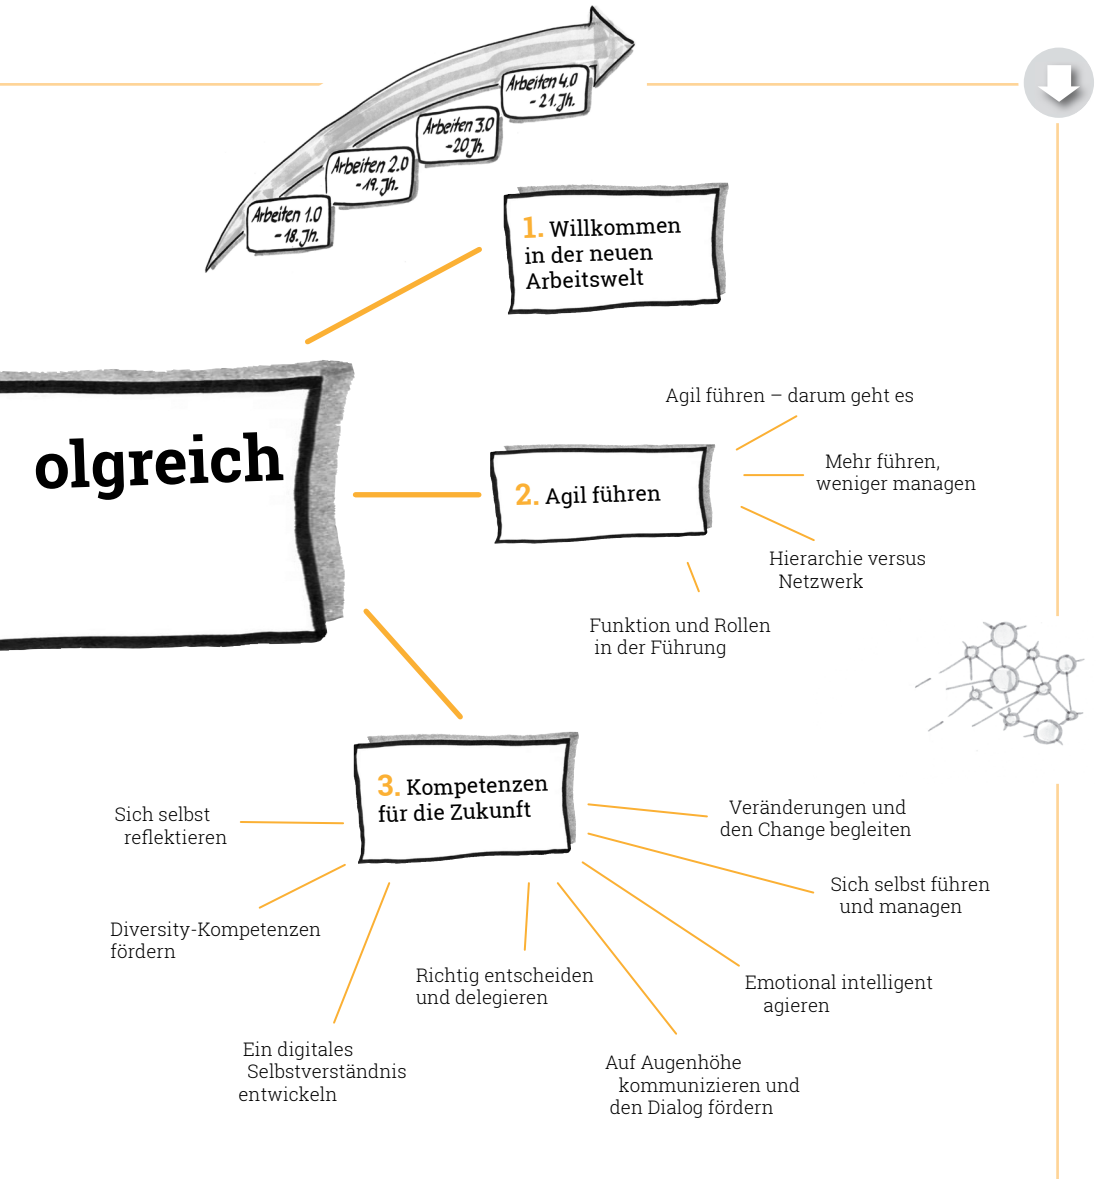 Arbeiten 4.0
- 21. Jh.
Arbeiten 3.0
- 20 Jh.
Arbeiten 2.0
- 19. Jh.
Arbeiten 1.0
- 18. Jh.
1. Willkommen
in der neuen
Arbeitswelt
olgreich
Agil führen – darum geht es
2. Agil führen
Mehr führen,
weniger managen
Hierarchie versus
Netzwerk
Funktion und Rollen
in der Führung
3. Kompetenzen
für die Zukunft
Sich selbst
reflektieren
Diversity-Kompetenzen
fördern
Ein digitales
Selbstverständnis
entwickeln
Richtig entscheiden
und delegieren
Auf Augenhöhe
kommunizieren und
den Dialog fördern
Emotional intelligent
agieren
Sich selbst führen
und managen
Veränderungen und
den Change begleiten